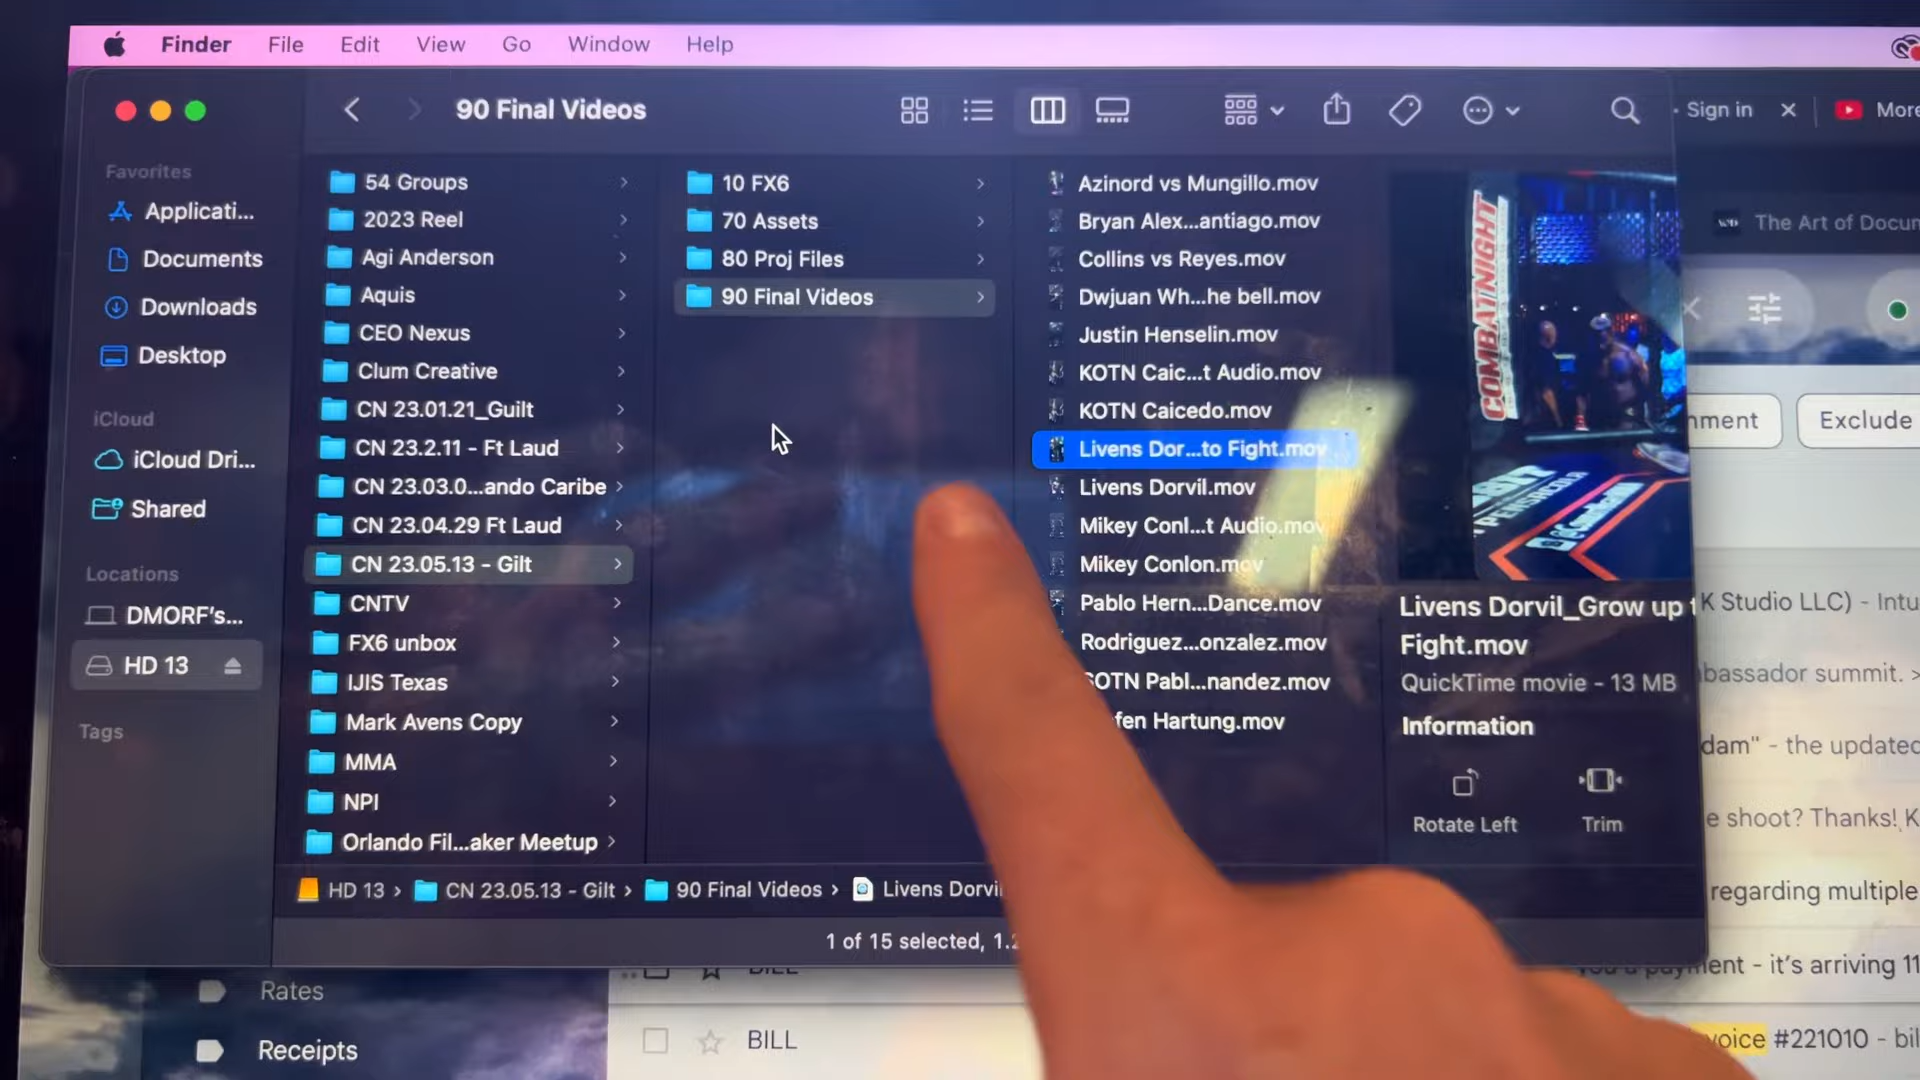 Finder File Edit View Go Window Help
90 Final Videos
Sign in
More
Favorites
Applicati...
Documents
Downloads
Desktop
iCloud
iCloud Dri...
Shared
Locations
DMORF's...
HD 13
Tags
54 Groups
2023 Reel
Agi Anderson
Aquis
CEO Nexus
Clum Creative
CN 23.01.21_Guilt
CN 23.2.11 - Ft Laud
CN 23.03.0...ando Caribe
CN 23.04.29 Ft Laud
CN 23.05.13 - Gilt
CNTV
FX6 unbox
IJIS Texas
Mark Avens Copy
MMA
NPI
Orlando Fil...aker Meetup
10 FX6
70 Assets
80 Proj Files
90 Final Videos
Azinord vs Mungillo.mov
Bryan Alex...antiago.mov
Collins vs Reyes.mov
Dwjuan Wh...he bell.mov
Justin Henselin.mov
KOTN Caic...t Audio.mov
KOTN Caicedo.mov
Livens Dor...to Fight.mov
Livens Dorvil.mov
Mikey Conl...t Audio.mov
Mikey Conlon.mov
Pablo Hern...Dance.mov
Rodriguez...onzalez.mov
SOTN Pabl...nandez.mov
fen Hartung.mov
COMBATNIGHT
Livens Dorvil_Grow up t
Fight.mov
QuickTime movie - 13 MB
Information
Rotate Left
Trim
HD 13 › CN 23.05.13 - Gilt › 90 Final Videos › Livens Dorvi
1 of 15 selected, 1.2
The Art of Docum
nment
Exclude
K Studio LLC) - Intu
bassador summit. >
dam" - the updated
e shoot? Thanks! K
regarding multiple
payment - it's arriving 11
voice #221010 - bil
Rates
Receipts
BILL
BILL